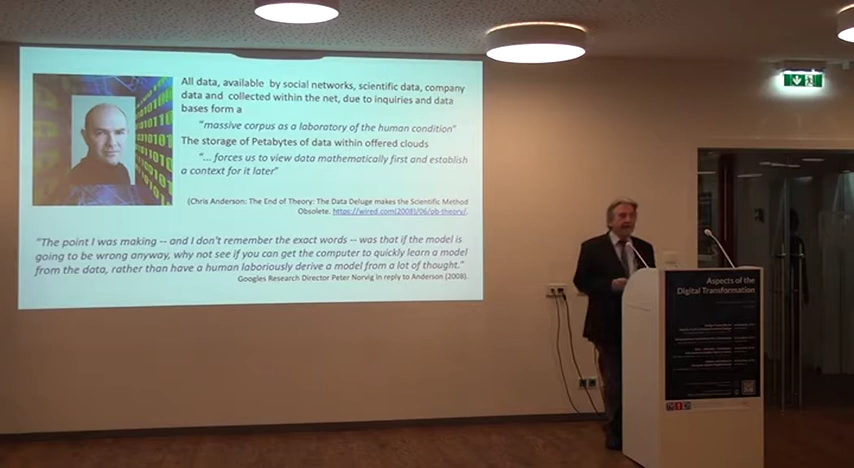 All data, available by social networks, scientific data, company
data and collected within the net, due to inquiries and data
bases form a
"massive corpus as a laboratory of the human condition"
The storage of Petabytes of data within offered clouds
"... forces us to view data mathematically first and establish
a context for it later"
(Chris Anderson: The End of Theory: The Data Deluge makes the Scientific Method
Obsolete. https://wired.com(2008)/06/pb-theory/.
"The point I was making -- and I don't remember the exact words -- was that if the model is
going to be wrong anyway, why not see if you can get the computer to quickly learn a model
from the data, rather than have a human laboriously derive a model from a lot of thought."
Googles Research Director Peter Norvig in reply to Anderson (2008).
Aspects of the
Digital Transformation